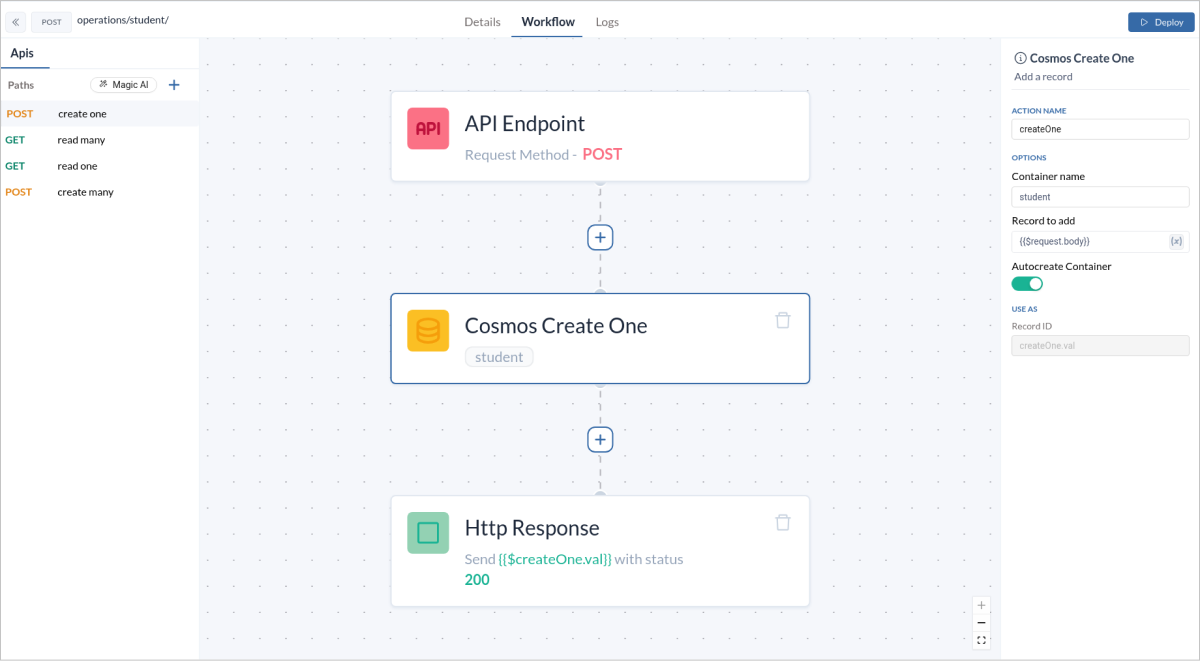 POST operations/student/
Details Workflow Logs
Deploy
Apis
Paths Magic AI
POST create one
GET read many
GET read one
POST create many
API API Endpoint
Request Method - POST
Cosmos Create One
student
Http Response
Send {{$createOne.val}} with status
200
Cosmos Create One
Add a record
ACTION NAME
createOne
OPTIONS
Container name
student
Record to add
{{$request.body}} {x}
Autocreate Container
USE AS
Record ID
createOne.val